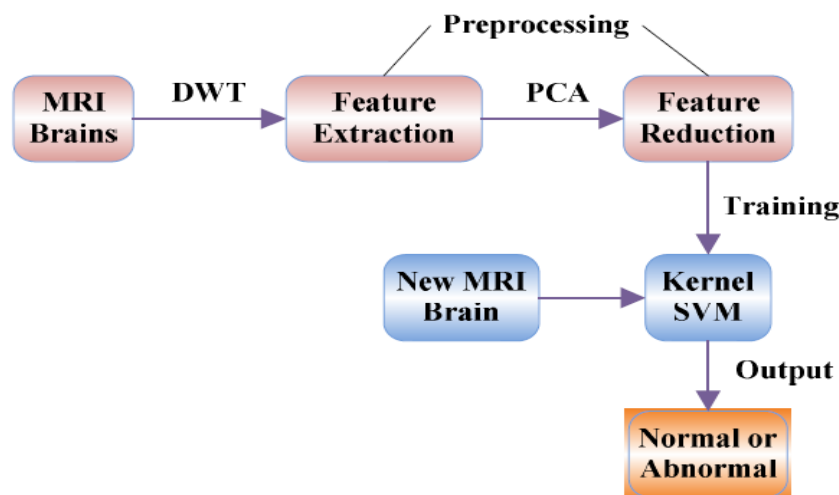 Preprocessing
MRI
Brains
DWT
Feature
Extraction
PCA
Feature
Reduction
Training
New MRI
Brain
Kernel
SVM
Output
Normal or
Abnormal